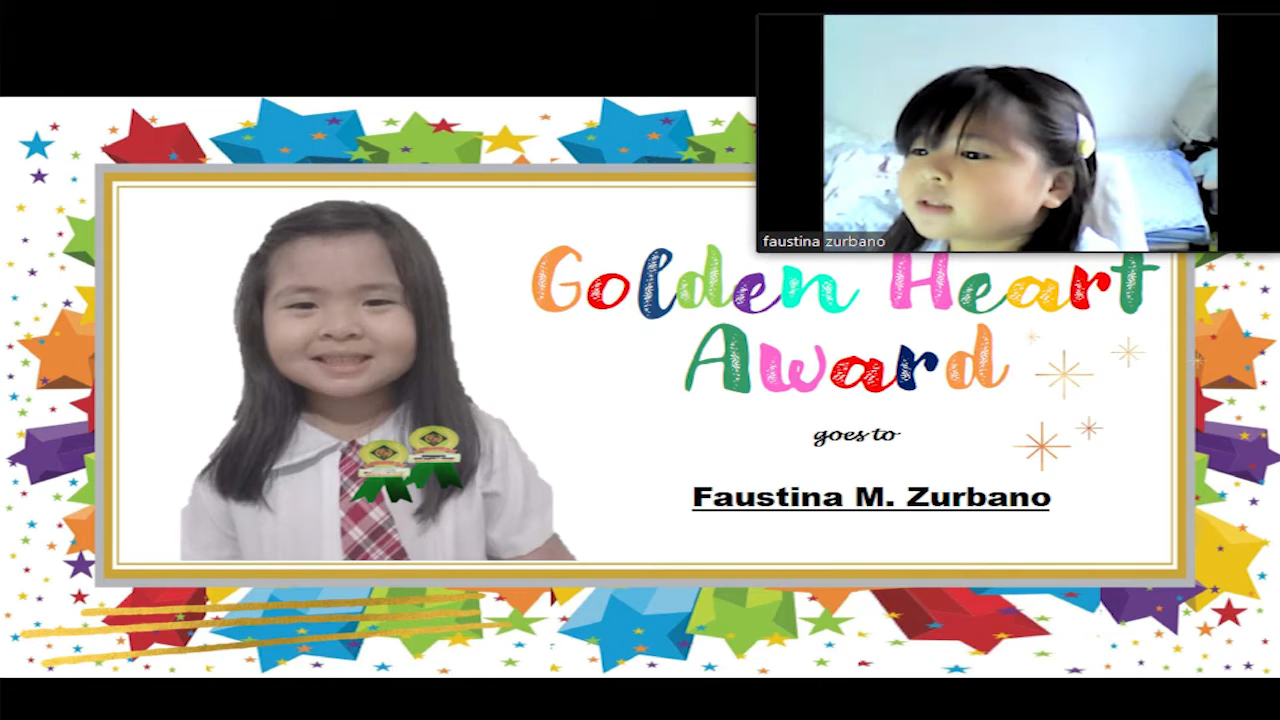 faustina zurbano
Golden Heart
Award
goes to
Faustina M. Zurbano